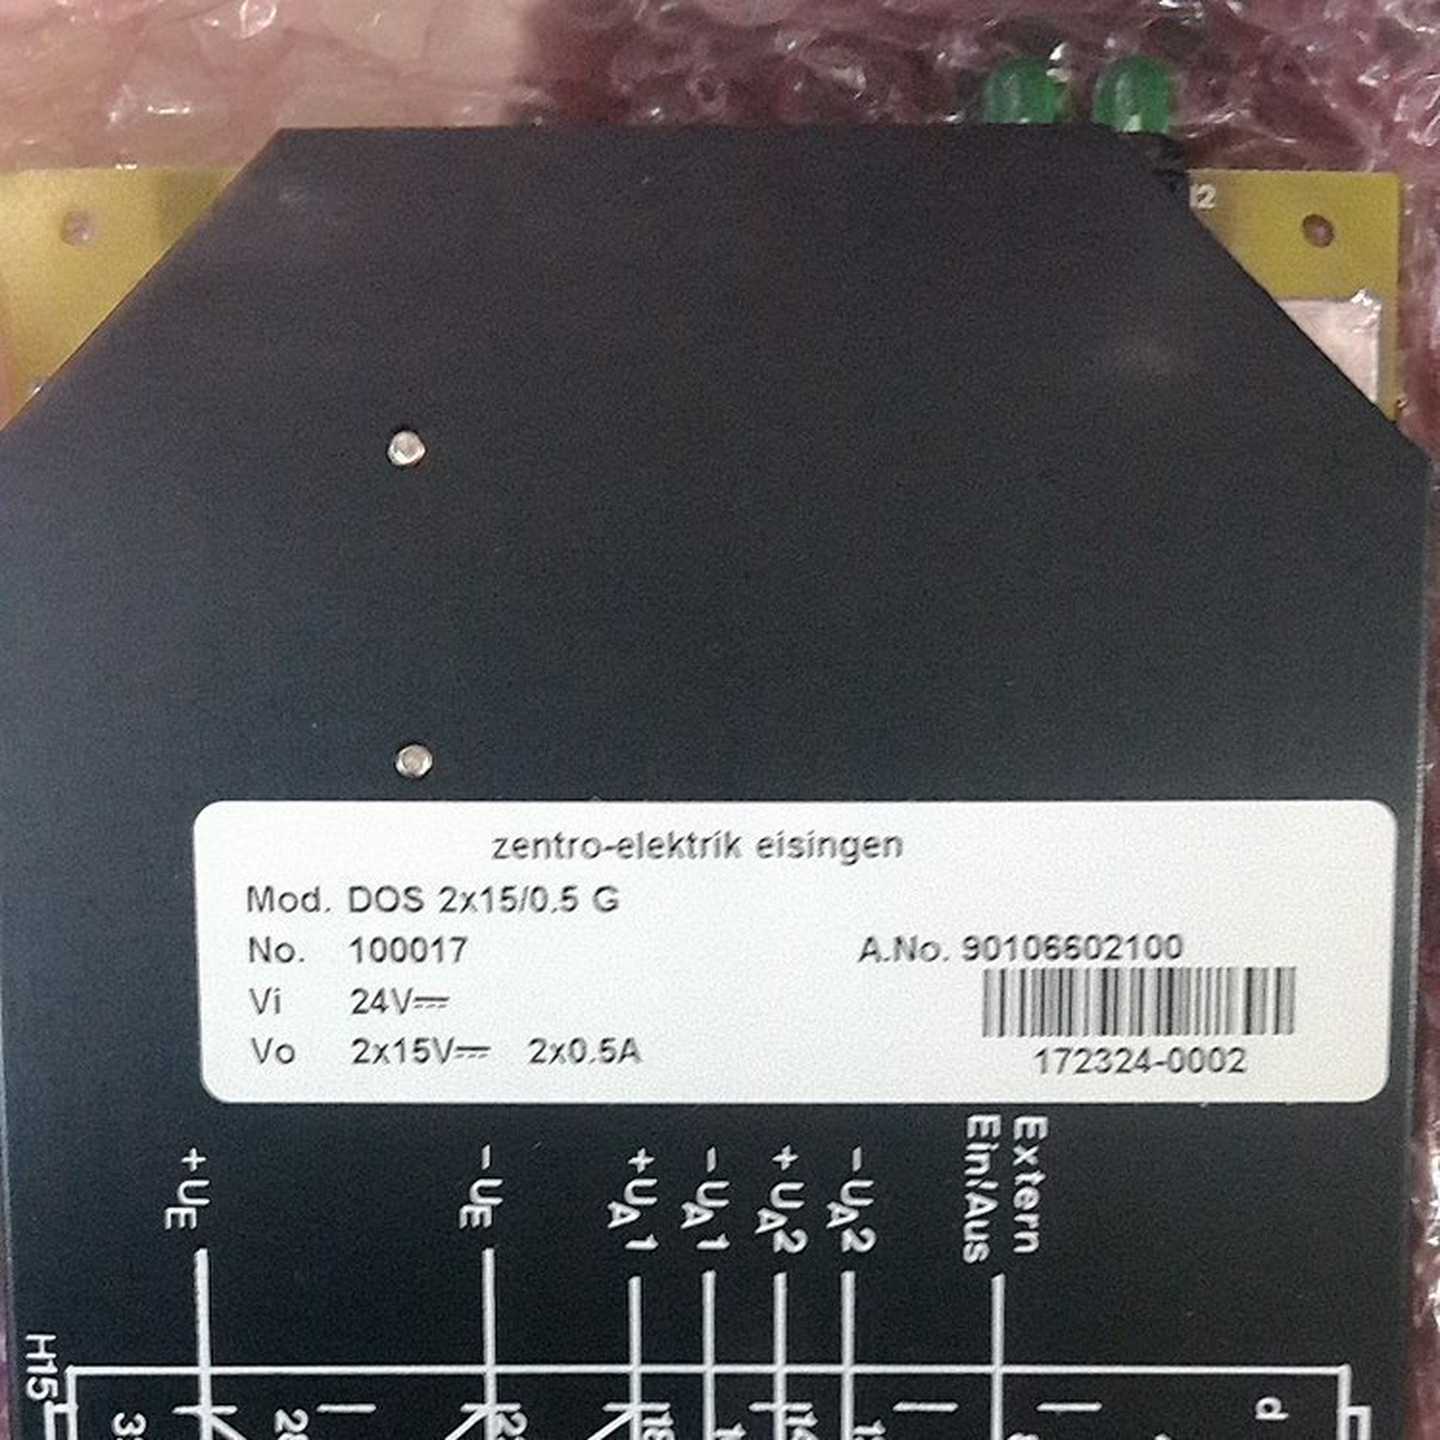 H2
zentro-elektrik eisingen
Mod. DOS 2x15/0.5 G
No. 100017
A.No. 90106602100
Vi 24V⎓
Vo 2x15V⎓ 2x0.5A
172324-0002
+UE
-UE
+UA1
-UA1
+UA2
-UA2
Extern
Ein/Aus
H15
d